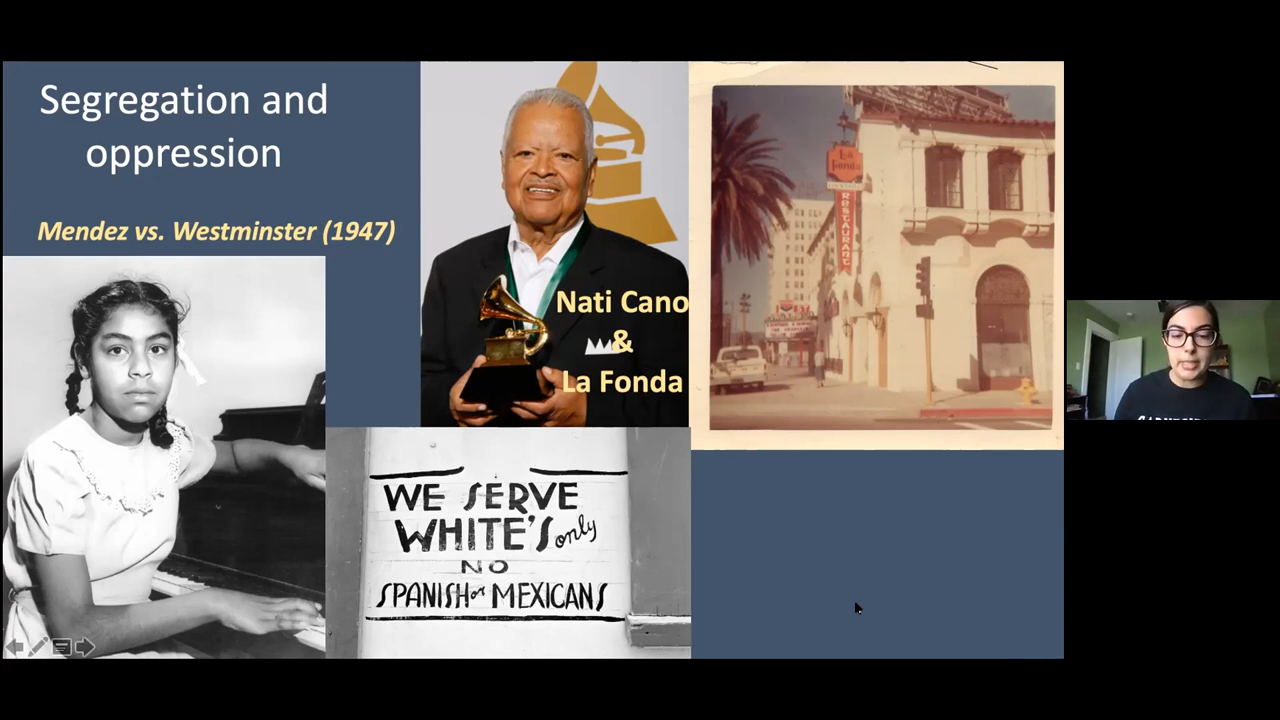 Segregation and
oppression
Mendez vs. Westminster (1947)
Nati Cano
&
La Fonda
La
Fonda
RESTAURANT
WE SERVE
WHITE'S only
NO
SPANISH or MEXICANS